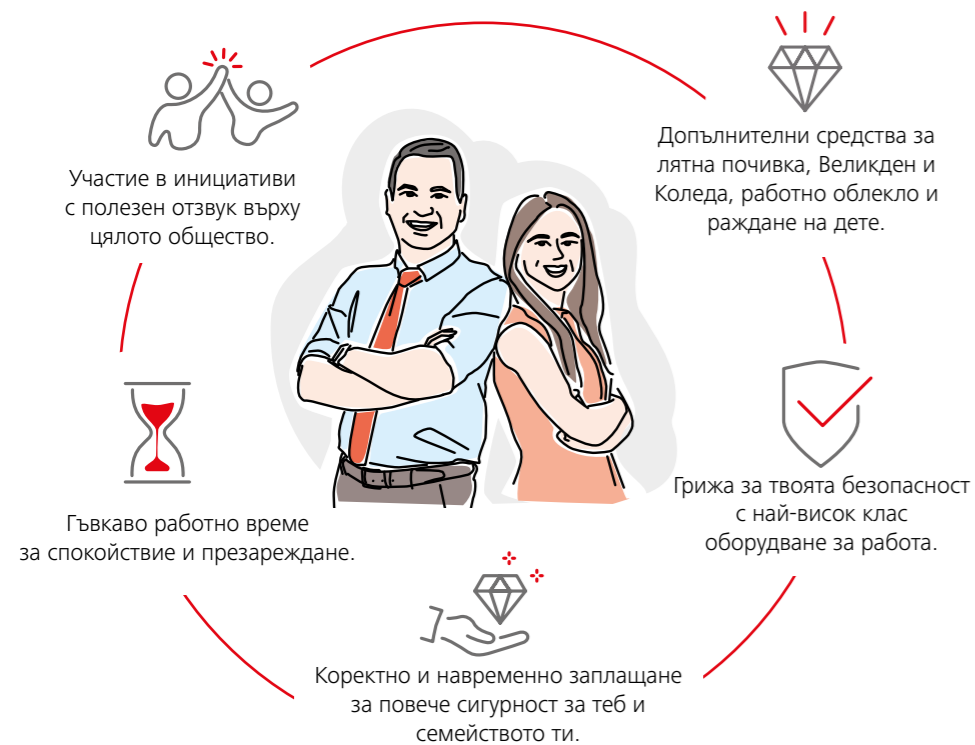 Участие в инициативи
с полезен отзвук върху
цялото общество.
Допълнителни средства за
лятна почивка, Великден и
Коледа, работно облекло и
раждане на дете.
Гъвкаво работно време
за спокойствие и презареждане.
Грижа за твоята безопасност
с най-висок клас
оборудване за работа.
Коректно и навременно заплащане
за повече сигурност за теб и
семейството ти.